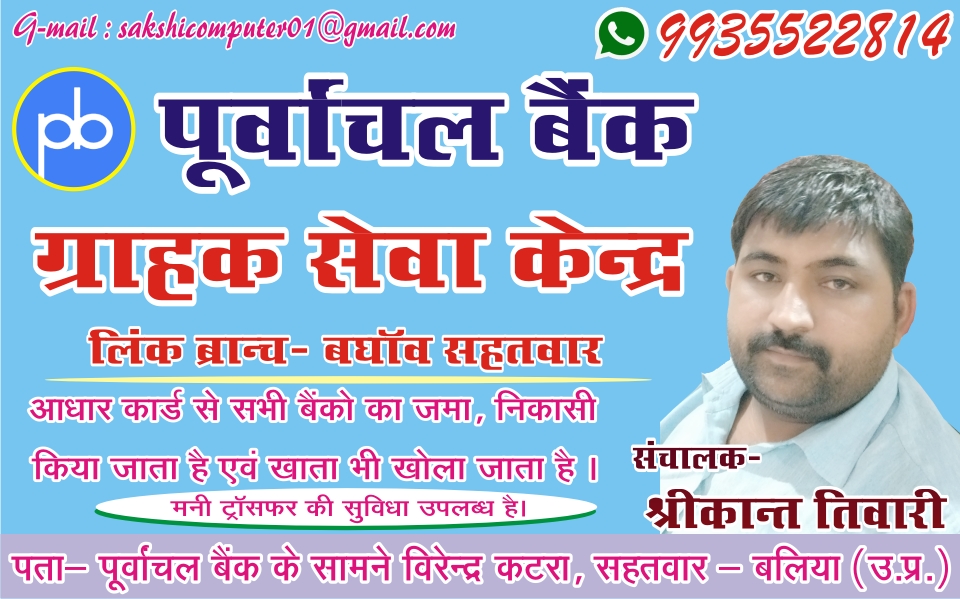 G-mail : sakshicomputer01@gmail.com
9935522814
pb
पूर्वांचल बैंक
ग्राहक सेवा केन्द्र
लिंक ब्रान्च- बघॉव सहतवार
आधार कार्ड से सभी बैंको का जमा, निकासी
किया जाता है एवं खाता भी खोला जाता है ।
मनी ट्रॉसफर की सुविधा उपलब्ध है।
संचालक-
श्रीकान्त तिवारी
पता– पूर्वांचल बैंक के सामने विरेन्द्र कटरा, सहतवार – बलिया (उ.प्र.)